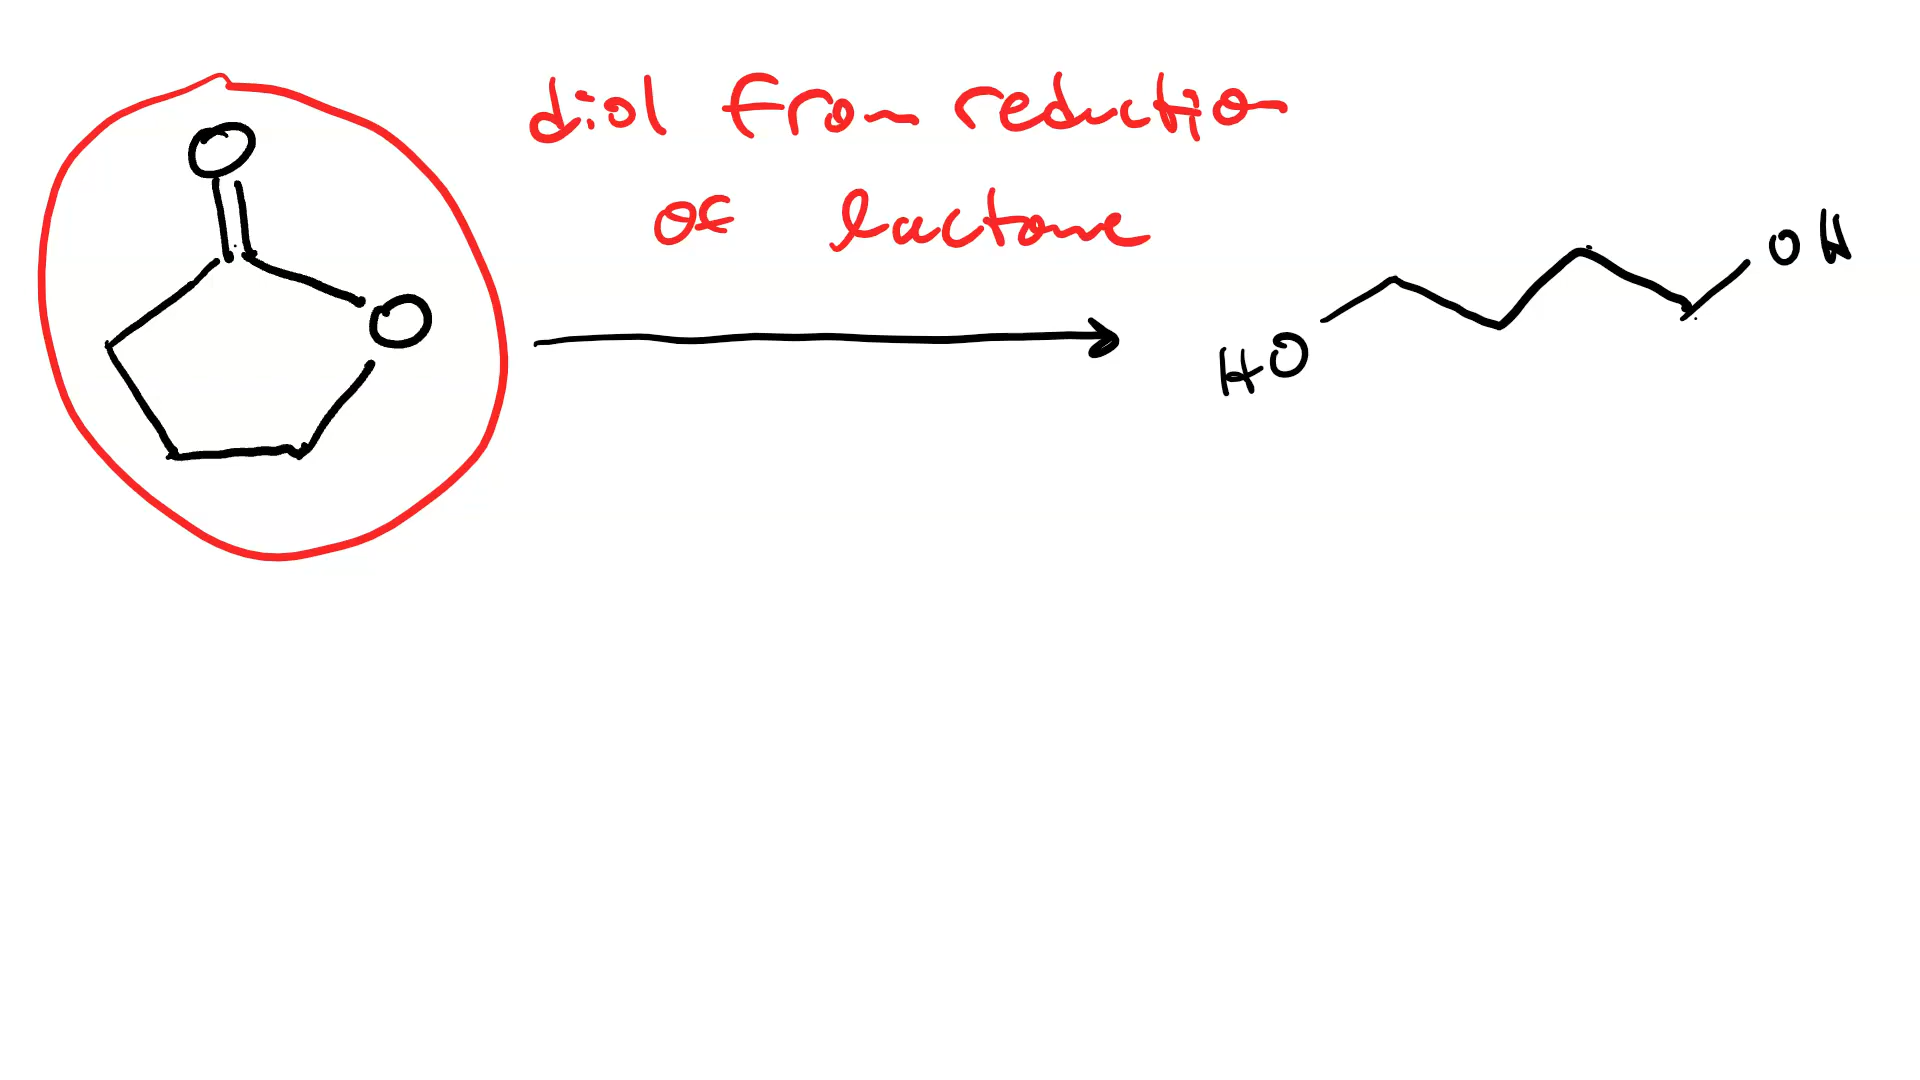 diol from reduction
of lactone
O
O
HO
OH